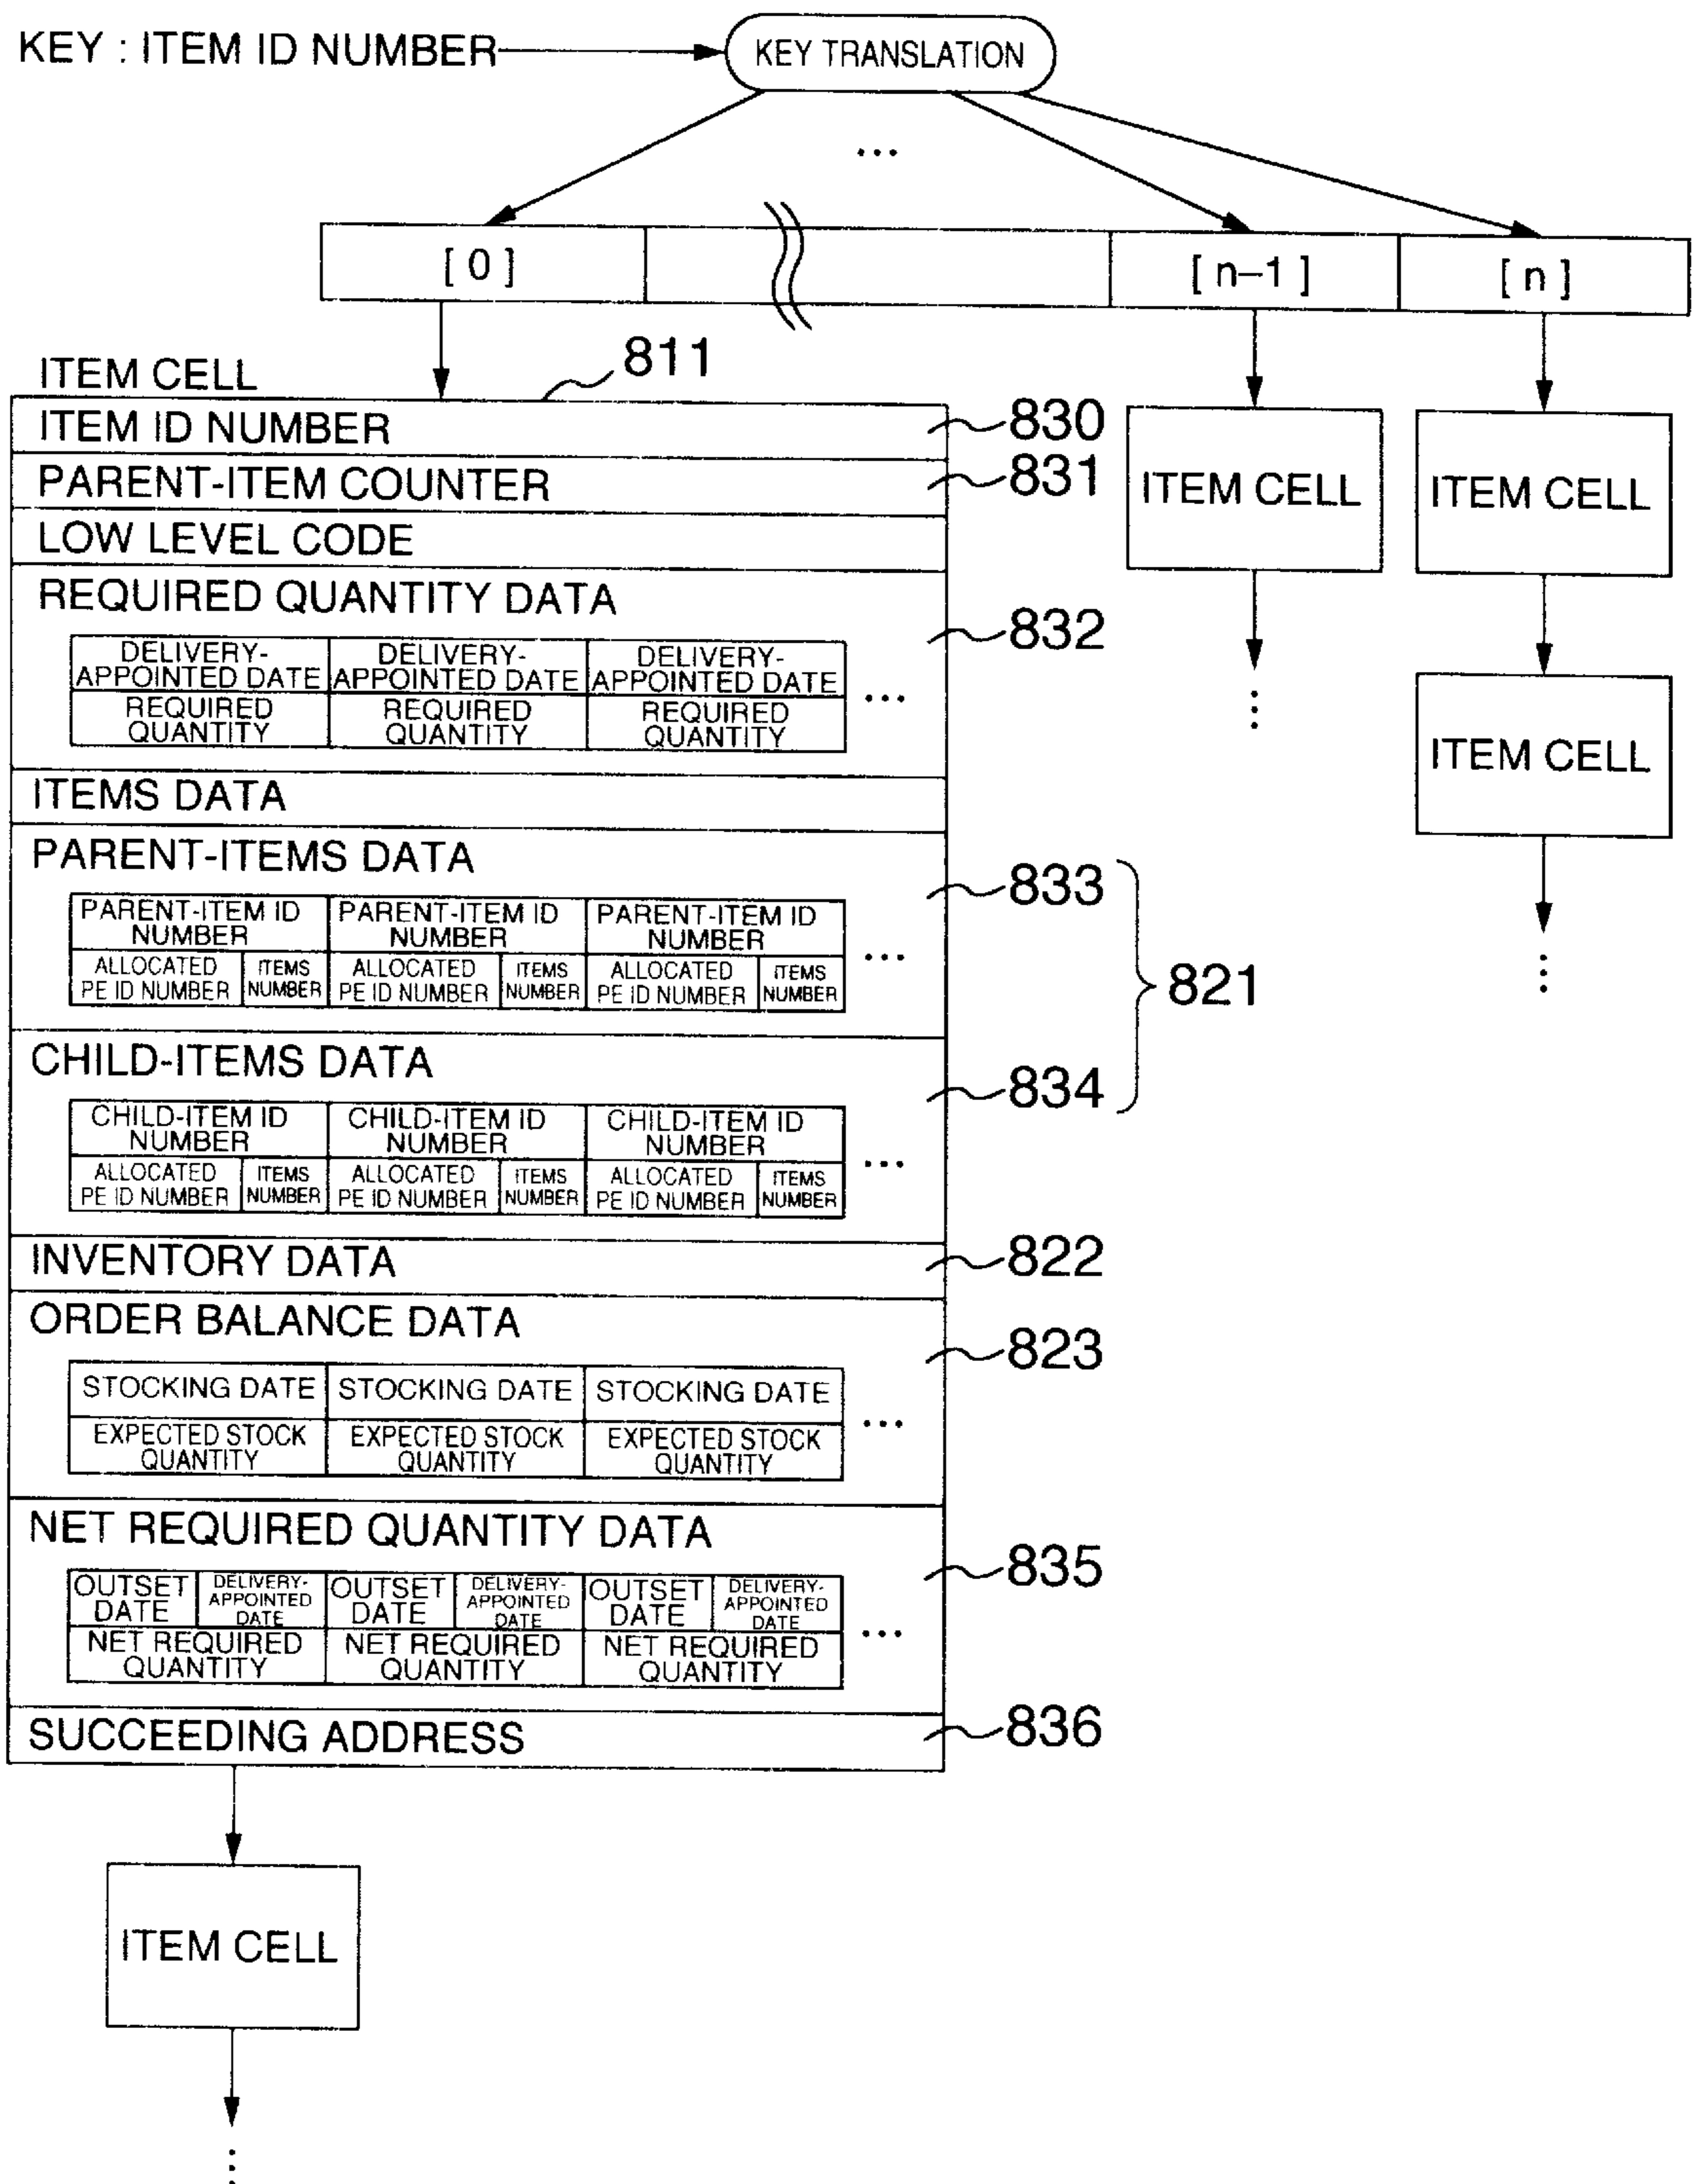 KEY : ITEM ID NUMBER
KEY TRANSLATION
...
[ 0 ]
[ n–1 ]
[ n ]
ITEM CELL
811
ITEM ID NUMBER
830
PARENT-ITEM COUNTER
831
LOW LEVEL CODE
REQUIRED QUANTITY DATA
832
DELIVERY-
APPOINTED DATE
DELIVERY-
APPOINTED DATE
DELIVERY-
APPOINTED DATE
REQUIRED
QUANTITY
REQUIRED
QUANTITY
REQUIRED
QUANTITY
...
ITEMS DATA
PARENT-ITEMS DATA
833
PARENT-ITEM ID
NUMBER
PARENT-ITEM ID
NUMBER
PARENT-ITEM ID
NUMBER
ALLOCATED
PE ID NUMBER
ITEMS
NUMBER
ALLOCATED
PE ID NUMBER
ITEMS
NUMBER
ALLOCATED
PE ID NUMBER
ITEMS
NUMBER
...
821
CHILD-ITEMS DATA
834
CHILD-ITEM ID
NUMBER
CHILD-ITEM ID
NUMBER
CHILD-ITEM ID
NUMBER
ALLOCATED
PE ID NUMBER
ITEMS
NUMBER
ALLOCATED
PE ID NUMBER
ITEMS
NUMBER
ALLOCATED
PE ID NUMBER
ITEMS
NUMBER
...
INVENTORY DATA
822
ORDER BALANCE DATA
823
STOCKING DATE
STOCKING DATE
STOCKING DATE
EXPECTED STOCK
QUANTITY
EXPECTED STOCK
QUANTITY
EXPECTED STOCK
QUANTITY
...
NET REQUIRED QUANTITY DATA
835
OUTSET
DATE
DELIVERY-
APPOINTED
DATE
OUTSET
DATE
DELIVERY-
APPOINTED
DATE
OUTSET
DATE
DELIVERY-
APPOINTED
DATE
NET REQUIRED
QUANTITY
NET REQUIRED
QUANTITY
NET REQUIRED
QUANTITY
...
SUCCEEDING ADDRESS
836
ITEM CELL
ITEM CELL
ITEM CELL
ITEM CELL